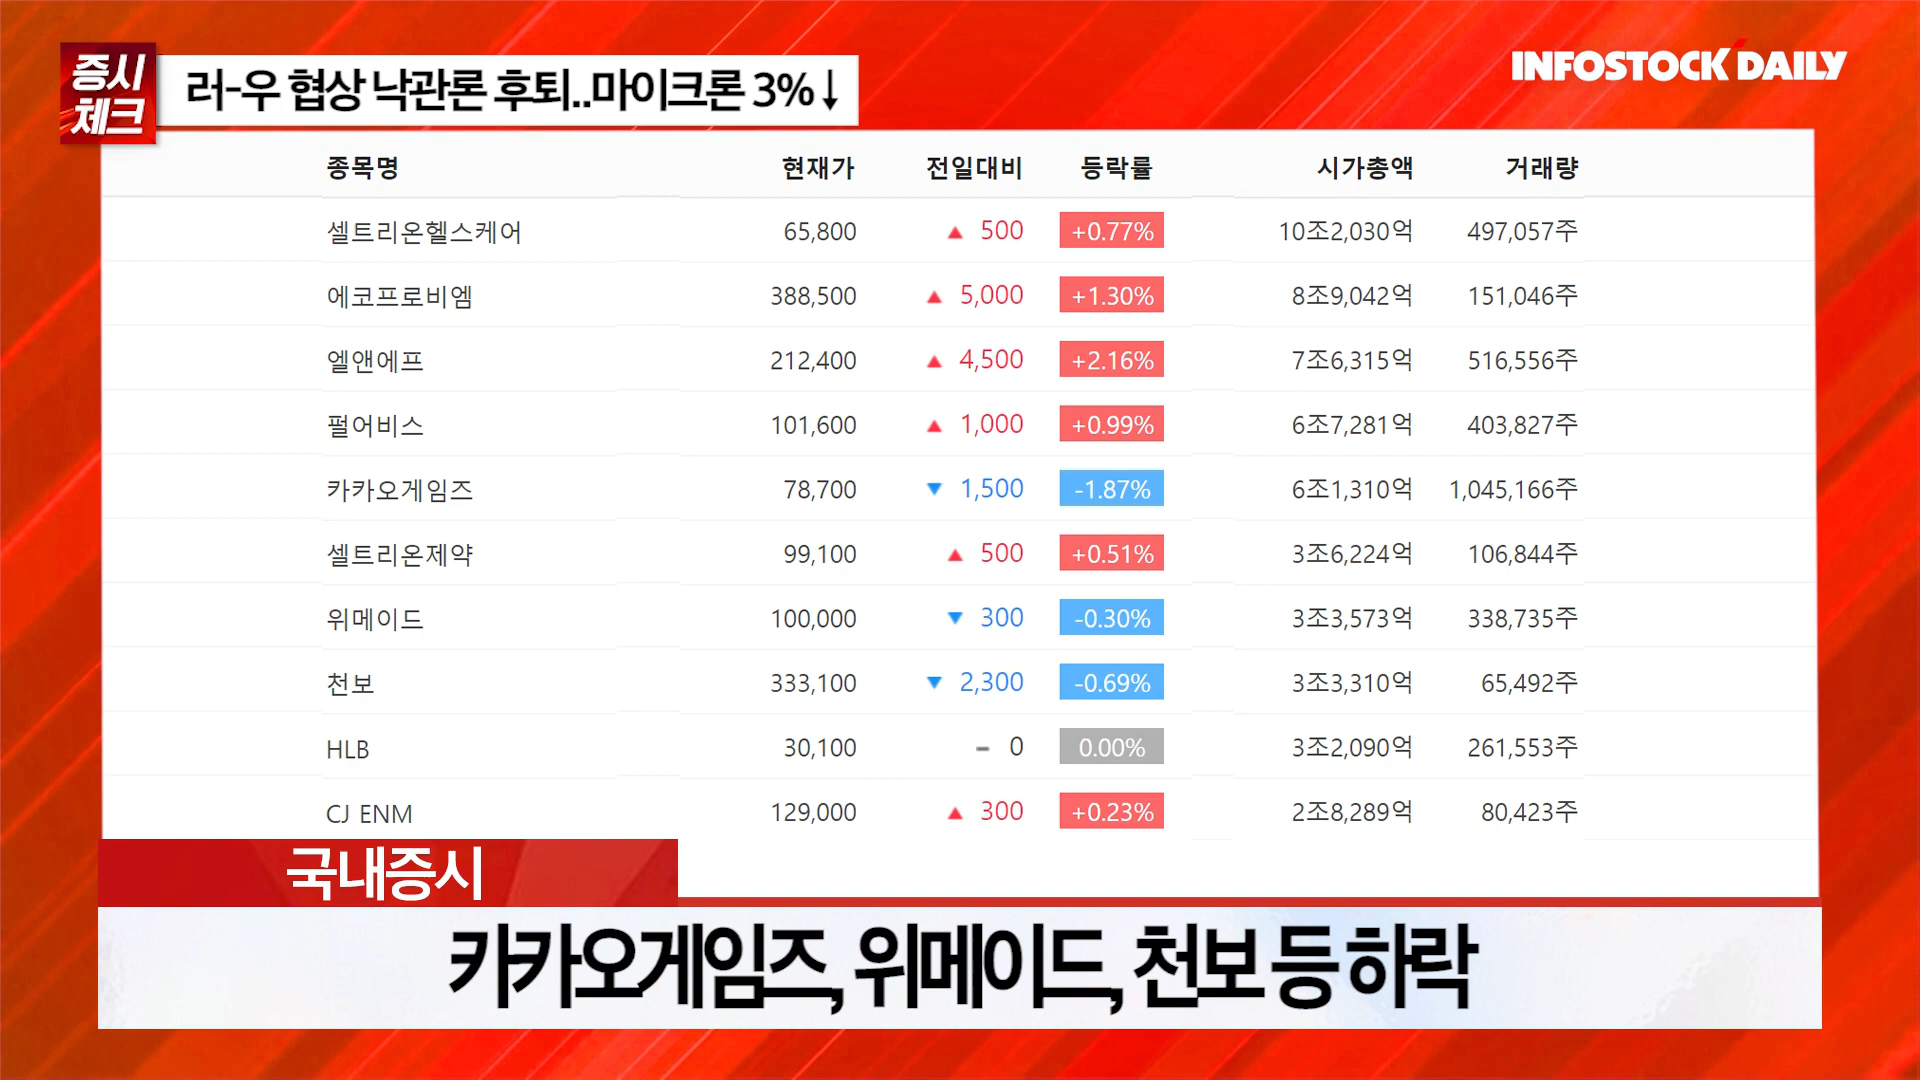 증시
체크
러-우 협상 낙관론 후퇴..마이크론 3%↓
INFOSTOCK DAILY
종목명 현재가 전일대비 등락률 시가총액 거래량
셀트리온헬스케어 65,800 ▲ 500 +0.77% 10조2,030억 497,057주
에코프로비엠 388,500 ▲ 5,000 +1.30% 8조9,042억 151,046주
엘앤에프 212,400 ▲ 4,500 +2.16% 7조6,315억 516,556주
펄어비스 101,600 ▲ 1,000 +0.99% 6조7,281억 403,827주
카카오게임즈 78,700 ▼ 1,500 -1.87% 6조1,310억 1,045,166주
셀트리온제약 99,100 ▲ 500 +0.51% 3조6,224억 106,844주
위메이드 100,000 ▼ 300 -0.30% 3조3,573억 338,735주
천보 333,100 ▼ 2,300 -0.69% 3조3,310억 65,492주
HLB 30,100 – 0 0.00% 3조2,090억 261,553주
CJ ENM 129,000 ▲ 300 +0.23% 2조8,289억 80,423주
국내증시
카카오게임즈, 위메이드, 천보 등 하락